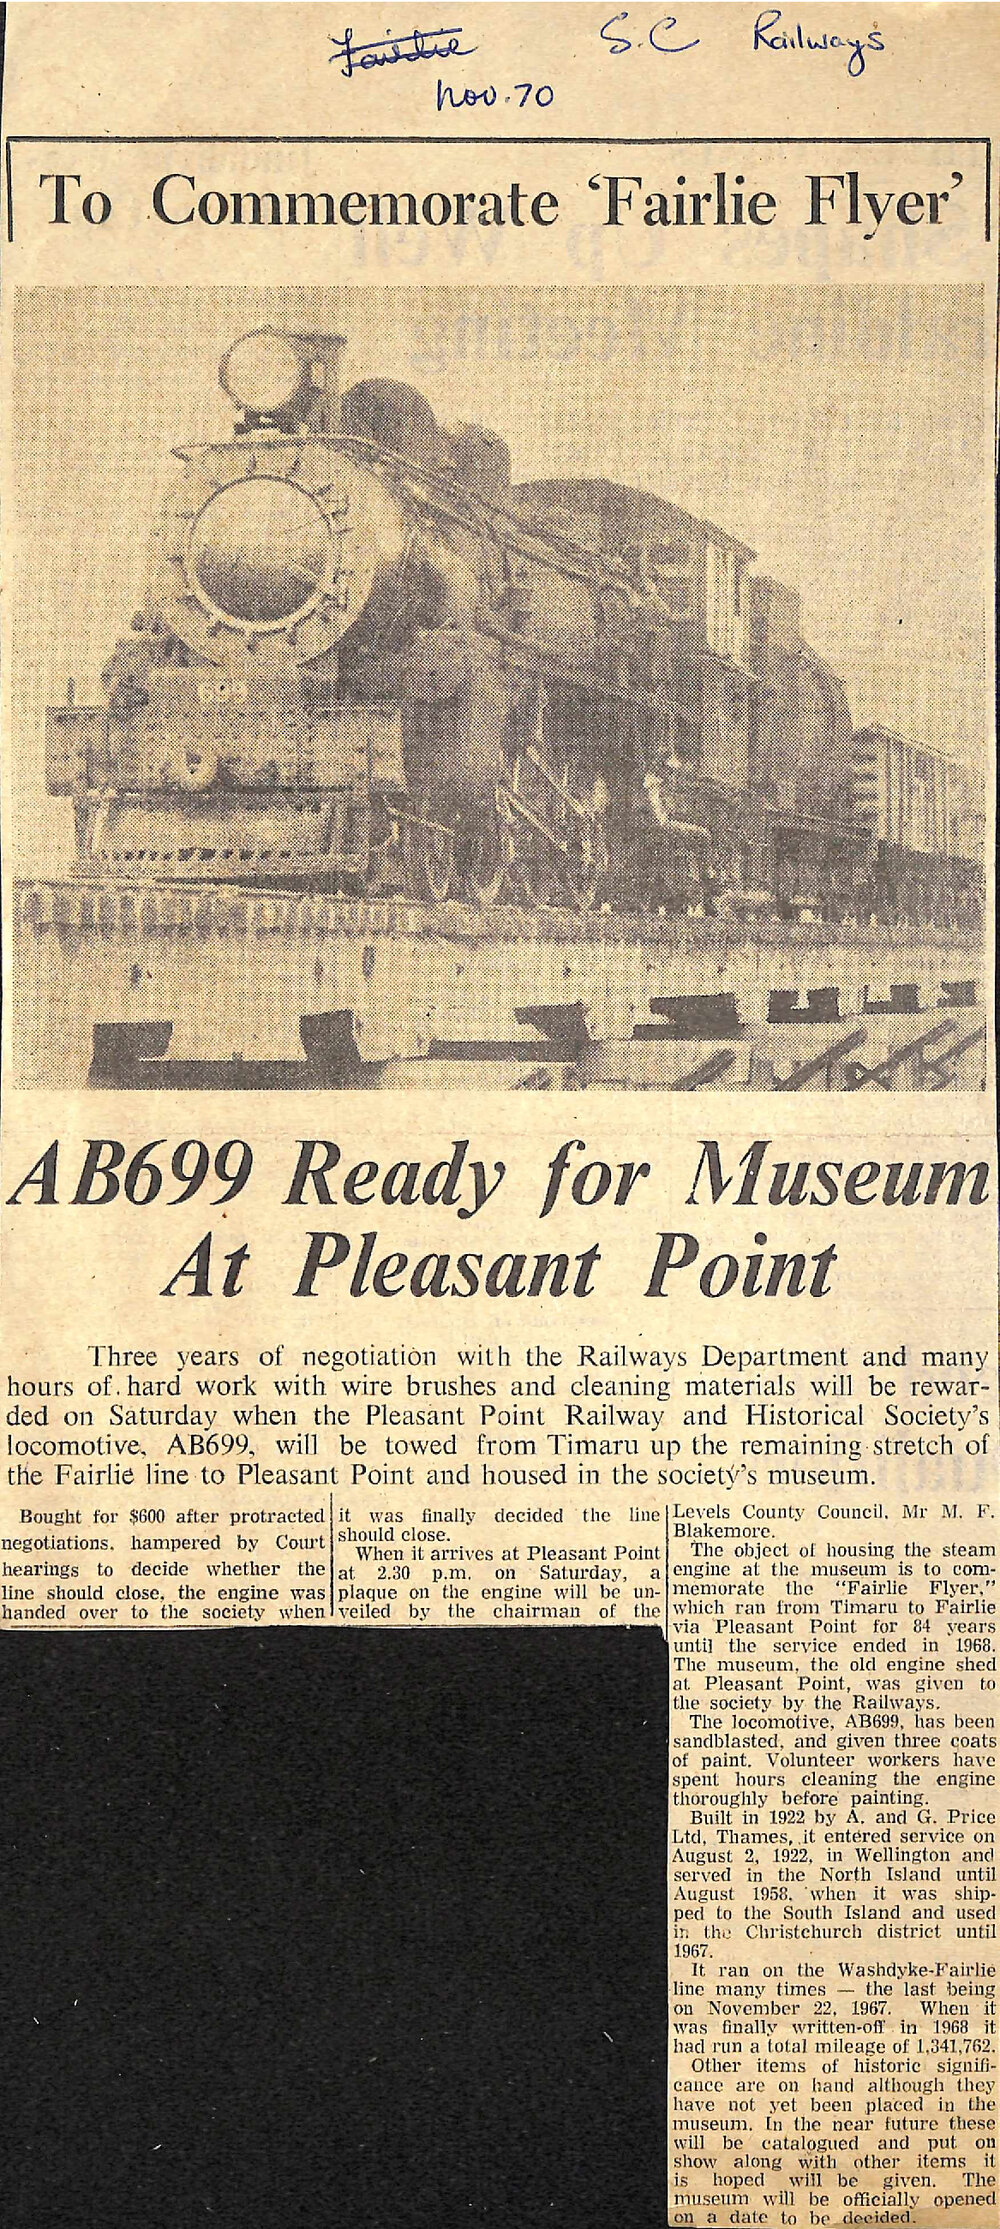 Fairlie S.C Railways
Nov. 70
To Commemorate 'Fairlie Flyer'
699
AB699 Ready for Museum
At Pleasant Point
Three years of negotiation with the Railways Department and many
hours of hard work with wire brushes and cleaning materials will be rewar-
ded on Saturday when the Pleasant Point Railway and Historical Society's
locomotive, AB699, will be towed from Timaru up the remaining stretch of
the Fairlie line to Pleasant Point and housed in the society's museum.
Bought for $600 after protracted
negotiations, hampered by Court
hearings to decide whether the
line should close, the engine was
handed over to the society when
it was finally decided the line
should close.
When it arrives at Pleasant Point
at 2.30 p.m. on Saturday, a
plaque on the engine will be un-
veiled by the chairman of the
Levels County Council, Mr M. F.
Blakemore.
The object of housing the steam
engine at the museum is to com-
memorate the "Fairlie Flyer,"
which ran from Timaru to Fairlie
via Pleasant Point for 84 years
until the service ended in 1968.
The museum, the old engine shed
at Pleasant Point, was given to
the society by the Railways.
The locomotive, AB699, has been
sandblasted, and given three coats
of paint. Volunteer workers have
spent hours cleaning the engine
thoroughly before painting.
Built in 1922 by A. and G. Price
Ltd, Thames, it entered service on
August 2, 1922, in Wellington and
served in the North Island until
August 1958, when it was ship-
ped to the South Island and used
in the Christchurch district until
1967.
It ran on the Washdyke-Fairlie
line many times — the last being
on November 22, 1967. When it
was finally written-off in 1968 it
had run a total mileage of 1,341,762.
Other items of historic signifi-
cance are on hand although they
have not yet been placed in the
museum. In the near future these
will be catalogued and put on
show along with other items it
is hoped will be given. The
museum will be officially opened
on a date to be decided.